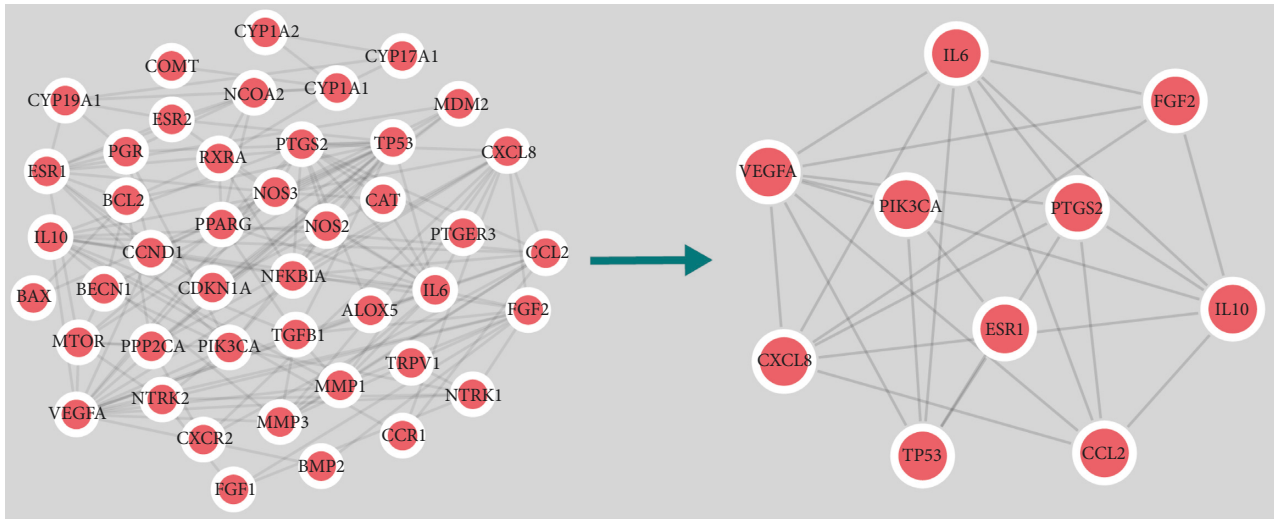 CYP1A2
CYP17A1
COMT
CYP1A1
CYP19A1
NCOA2
MDM2
ESR2
PTGS2
TP53
PGR
RXRA
CXCL8
ESR1
NOS3
CAT
BCL2
PPARG
NOS2
PTGER3
IL10
CCND1
CCL2
NFKBIA
BECN1
CDKN1A
IL6
BAX
ALOX5
FGF2
MTOR
PPP2CA
PIK3CA
TGFB1
TRPV1
MMP1
NTRK1
VEGFA
NTRK2
MMP3
CXCR2
CCR1
BMP2
FGF1
IL6
FGF2
VEGFA
PIK3CA
PTGS2
IL10
ESR1
CXCL8
TP53
CCL2